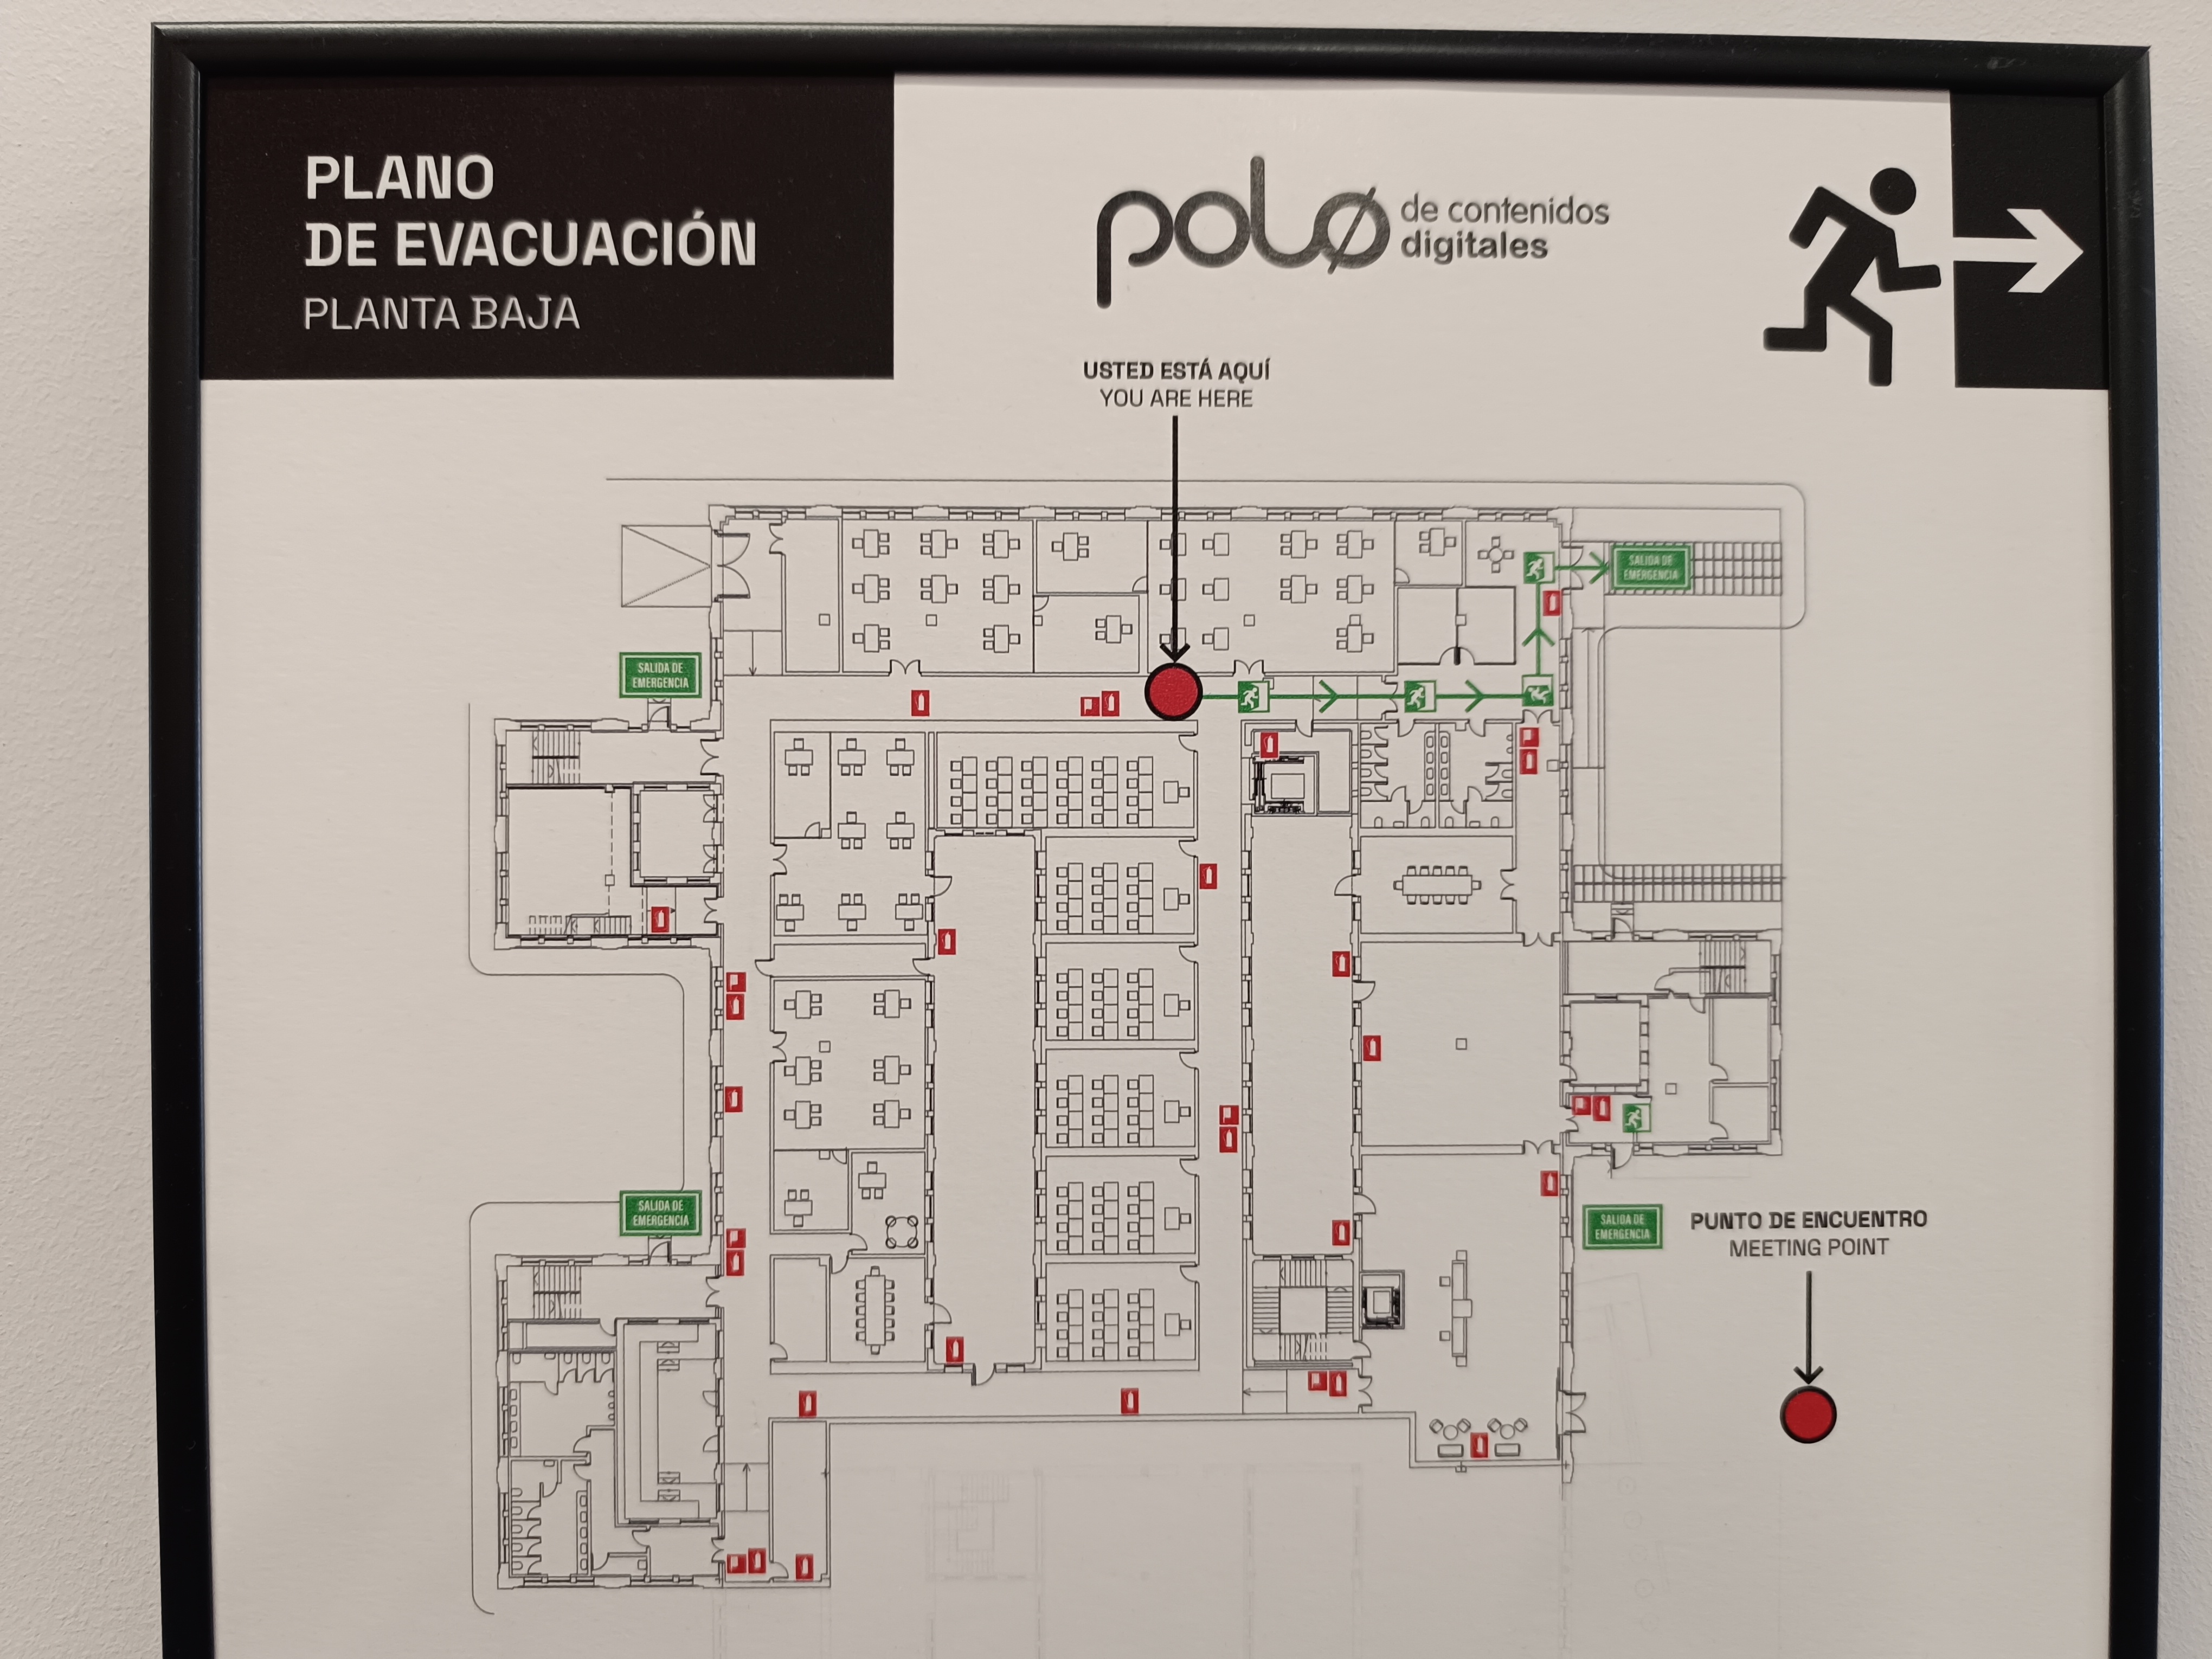 PLANO
DE EVACUACIÓN
PLANTA BAJA
polo de contenidos
digitales
USTED ESTÁ AQUÍ
YOU ARE HERE
SALIDA DE
EMERGENCIA
SALIDA DE
EMERGENCIA
SALIDA DE
EMERGENCIA
SALIDA DE
EMERGENCIA
PUNTO DE ENCUENTRO
MEETING POINT